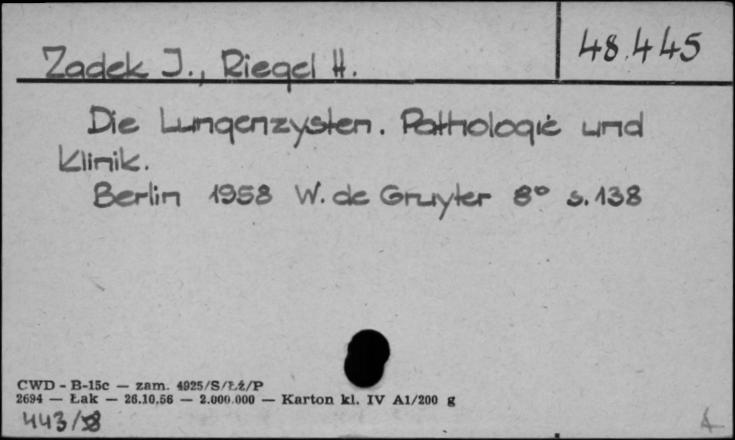 Zadek J., Riegel H.
48.445
Die Lungenzysten. Pathologie und
Klinik.
Berlin 1958 W. de Gruyter 8° s. 138
CWD - B-15c — zam. 4925/S/Łź/P
2694 — Łak — 26.10.56 — 2.000.000 — Karton kl. IV A1/200 g
443/58